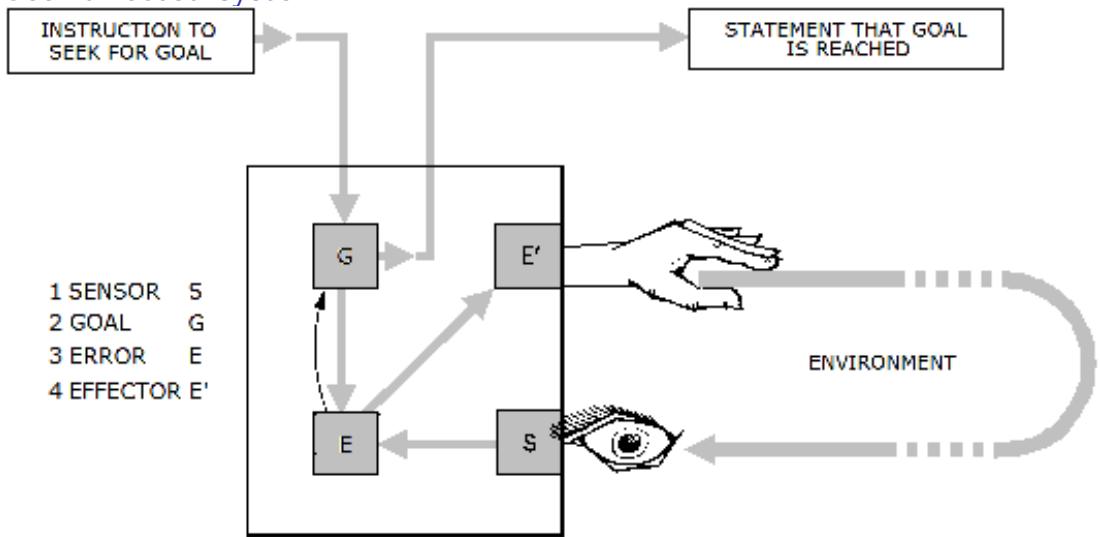 INSTRUCTION TO
SEEK FOR GOAL
STATEMENT THAT GOAL
IS REACHED
G
E'
1 SENSOR S
2 GOAL G
3 ERROR E
4 EFFECTOR E'
ENVIRONMENT
E
S